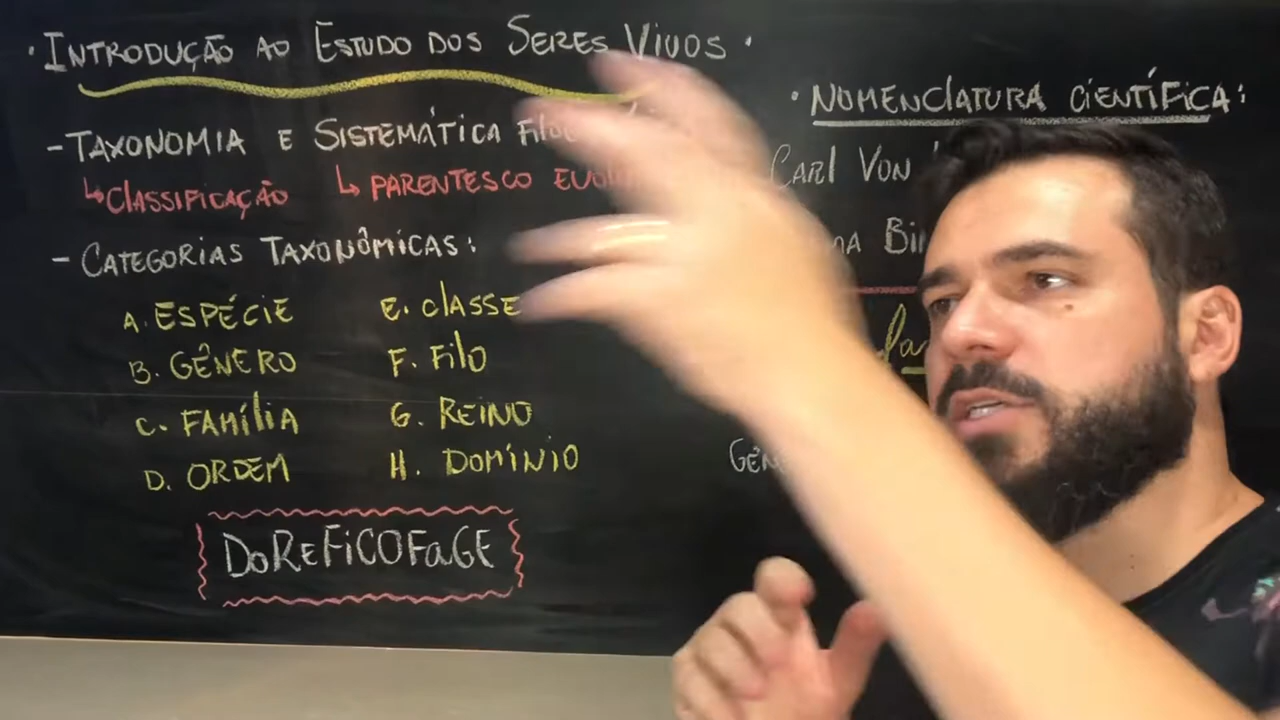 · INTRODUÇÃO AO ESTUDO DOS SERES VIVOS ·
- TAXONOMIA E SISTEMÁTICA
↳ CLASSIFICAÇÃO ↳ PARENTESCO
- CATEGORIAS TAXONÔMICAS:
A. ESPÉCIE
B. GÊNERO
C. FAMÍLIA
D. ORDEM
E. CLASSE
F. FILO
G. REINO
H. DOMÍNIO
DoReFiCOFaGE
· NOMENCLATURA CIENTÍFICA:
CARL VON